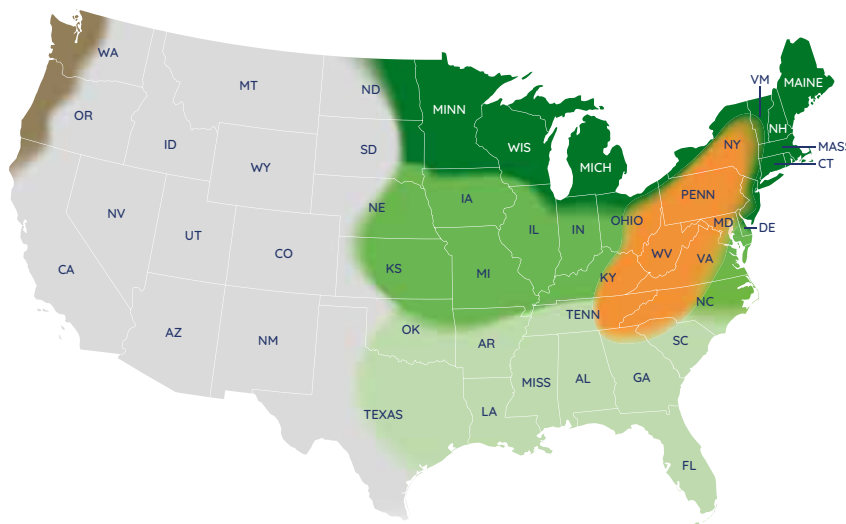 WA
MT
ND
MINN
VM
MAINE
OR
ID
WY
SD
WIS
MICH
NY
NH
MASS
CT
NV
UT
CO
NE
IA
IL
IN
OHIO
PENN
MD
DE
CA
KS
MI
KY
WV
VA
AZ
NM
OK
AR
TENN
NC
SC
TEXAS
LA
MISS
AL
GA
FL